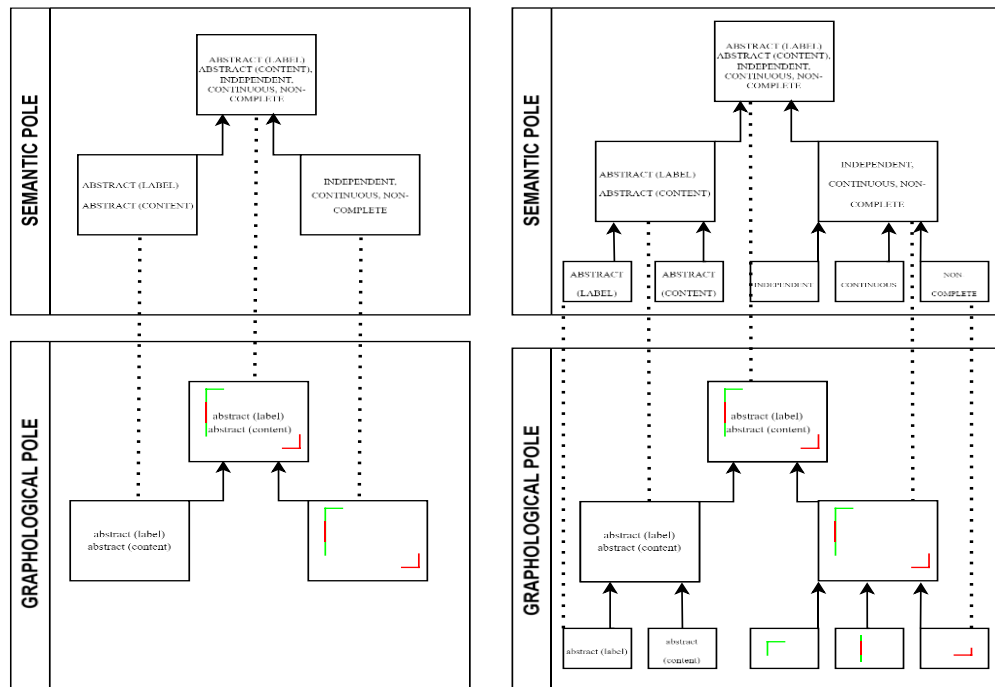 SEMANTIC POLE
ABSTRACT (LABEL)
ABSTRACT (CONTENT),
INDEPENDENT,
CONTINUOUS, NON-
COMPLETE
ABSTRACT (LABEL)
ABSTRACT (CONTENT)
INDEPENDENT,
CONTINUOUS, NON-
COMPLETE
GRAPHOLOGICAL POLE
abstract (label)
abstract (content)
abstract (label)
abstract (content)
SEMANTIC POLE
ABSTRACT (LABEL)
ABSTRACT (CONTENT),
INDEPENDENT,
CONTINUOUS, NON-
COMPLETE
ABSTRACT (LABEL)
ABSTRACT (CONTENT)
INDEPENDENT,
CONTINUOUS, NON-
COMPLETE
ABSTRACT
(LABEL)
ABSTRACT
(CONTENT)
INDEPENDENT
CONTINUOUS
NON
COMPLETE
GRAPHOLOGICAL POLE
abstract (label)
abstract (content)
abstract (label)
abstract (content)
abstract (label)
abstract
(content)